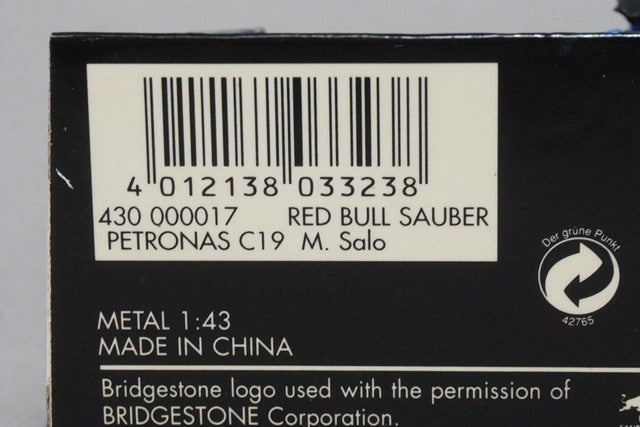 4 012138 033238
430 000017 RED BULL SAUBER
PETRONAS C19 M. Salo
Der grüne Punkt
42765
METAL 1:43
MADE IN CHINA
Bridgestone logo used with the permission of
BRIDGESTONE Corporation.